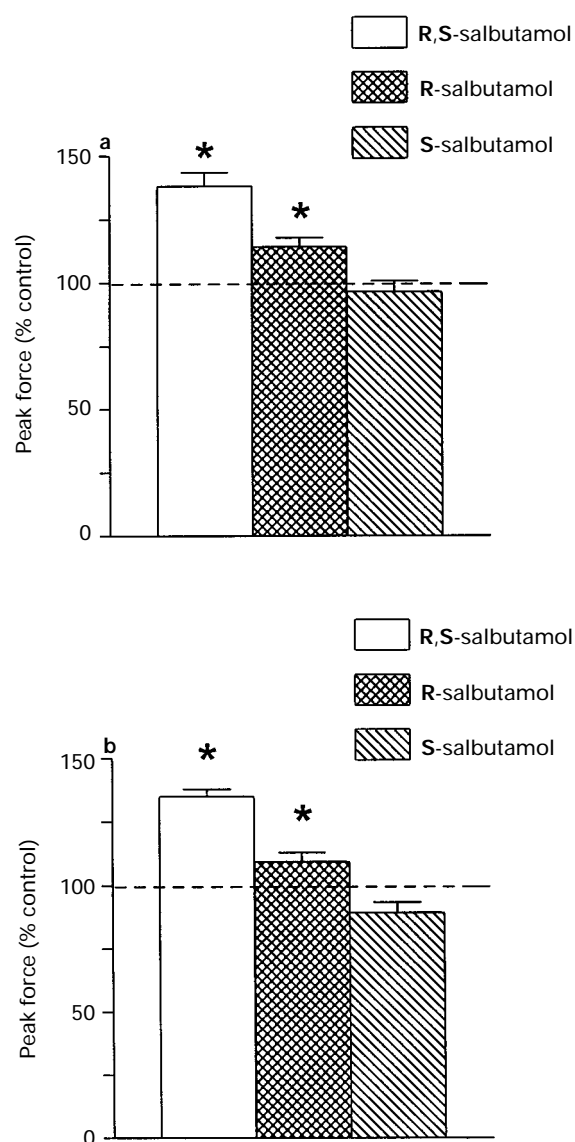 R,S-salbutamol
R-salbutamol
S-salbutamol
a
*
*
150
100
50
0
Peak force (% control)
R,S-salbutamol
R-salbutamol
S-salbutamol
b
*
*
150
100
50
0
Peak force (% control)